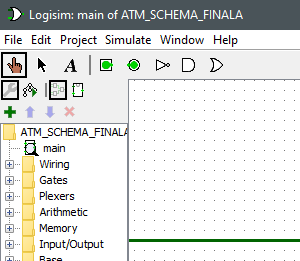 Logisim: main of ATM_SCHEMA_FINALA
File Edit Project Simulate Window Help
A
ATM_SCHEMA_FINALA
main
Wiring
Gates
Plexers
Arithmetic
Memory
Input/Output
Base